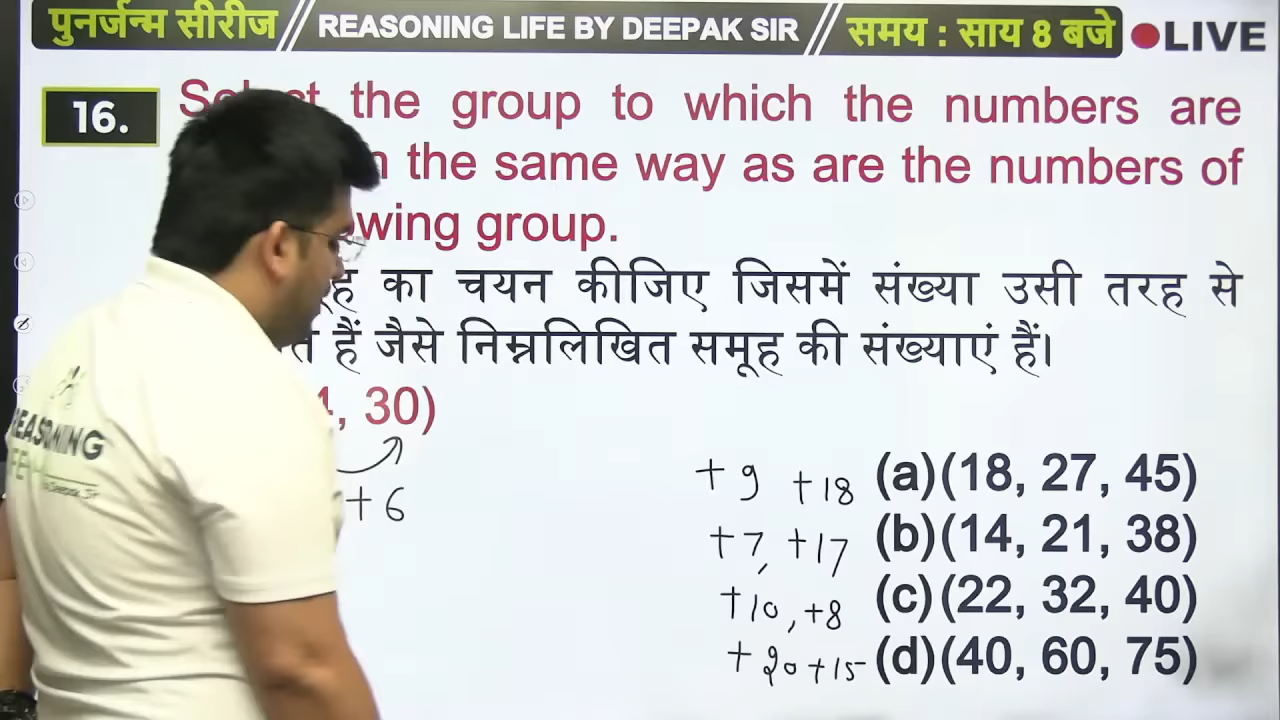 पुनर्जन्म सीरीज // REASONING LIFE BY DEEPAK SIR // समय : साय 8 बजे LIVE
16. the group to which the numbers are
the same way as are the numbers of
group.
का चयन कीजिए जिसमें संख्या उसी तरह से
हैं जैसे निम्नलिखित समूह की संख्याएं हैं।
, 30)
+6
+9 +18 (a)(18, 27, 45)
+7, +17 (b)(14, 21, 38)
+10, +8 (c)(22, 32, 40)
+20 +15 (d)(40, 60, 75)
REASONING